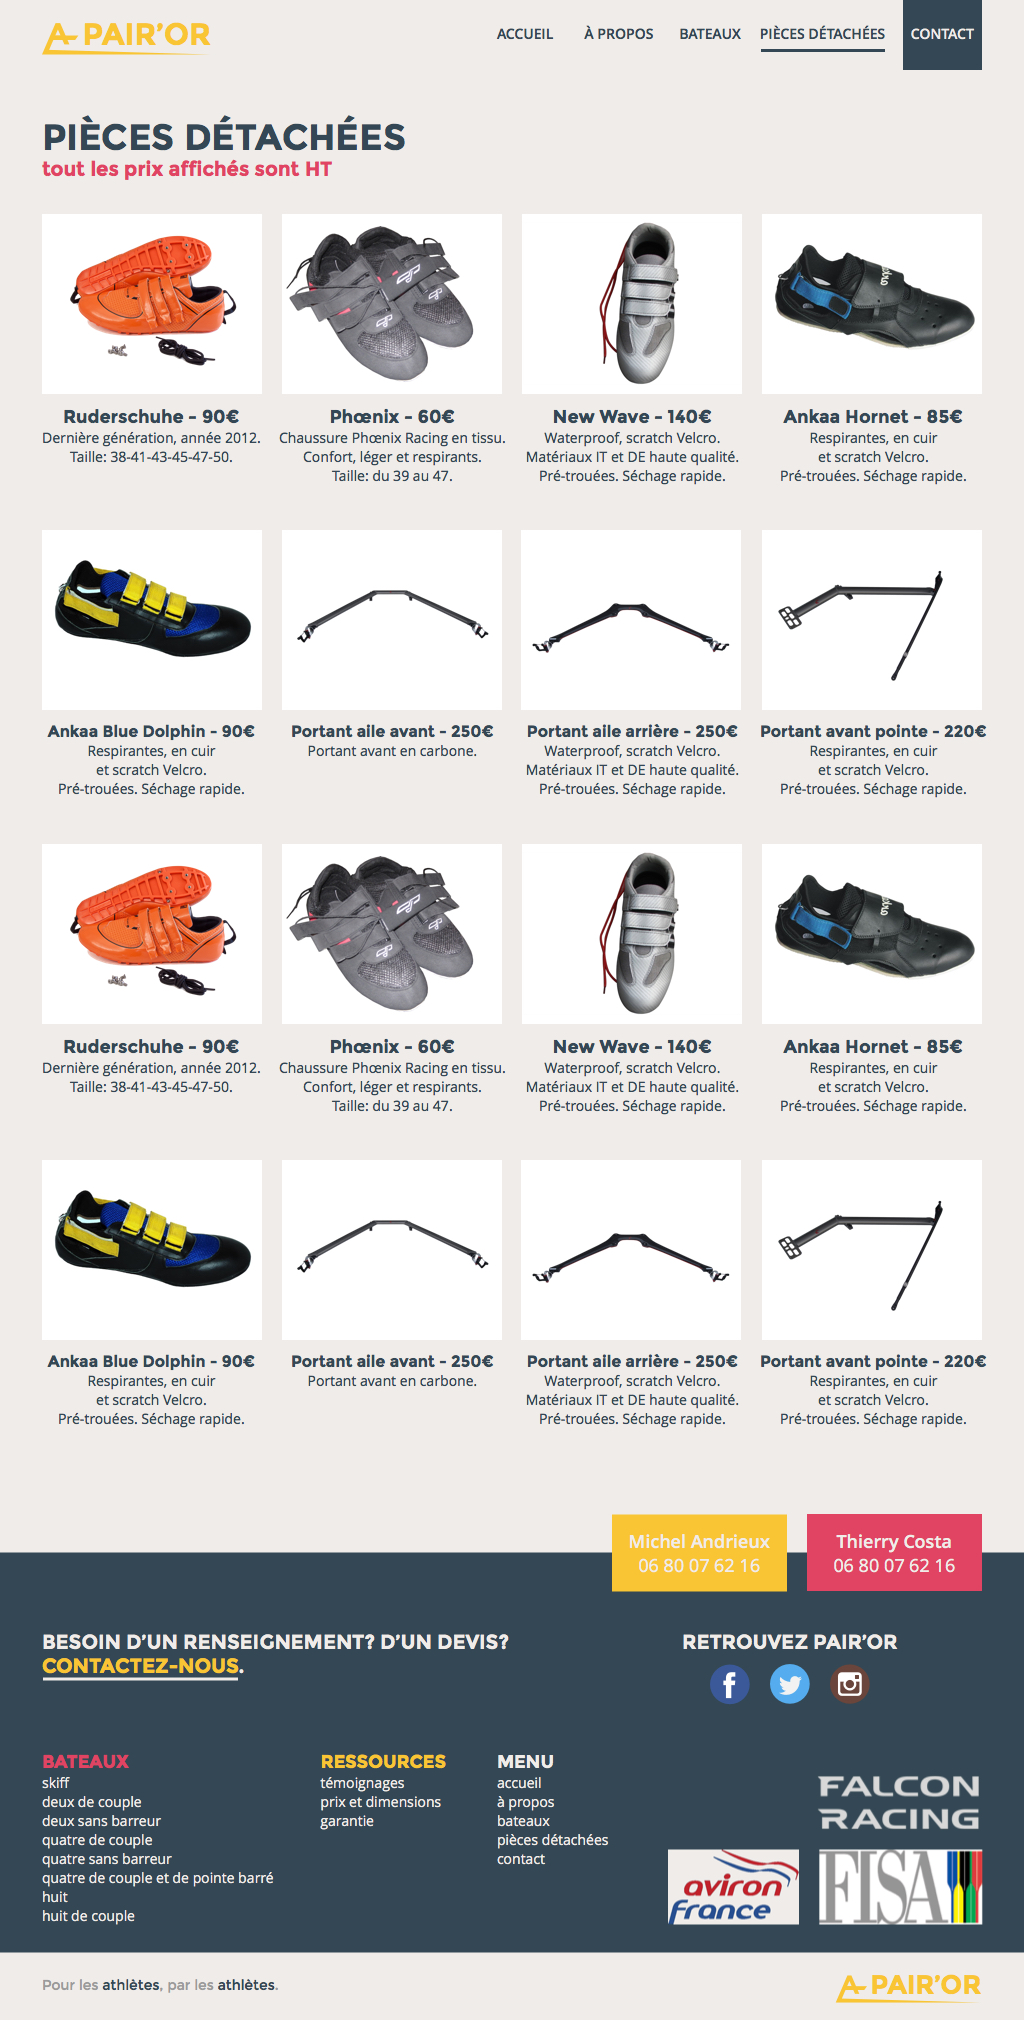 PAIR'OR
ACCUEIL
À PROPOS
BATEAUX
PIÈCES DÉTACHÉES
CONTACT
PIÈCES DÉTACHÉES
tout les prix affichés sont HT
Ruderschuhe - 90€
Dernière génération, année 2012.
Taille: 38-41-43-45-47-50.
Phœnix - 60€
Chaussure Phœnix Racing en tissu.
Confort, léger et respirants.
Taille: du 39 au 47.
New Wave - 140€
Waterproof, scratch Velcro.
Matériaux IT et DE haute qualité.
Pré-trouées. Séchage rapide.
Ankaa Hornet - 85€
Respirantes, en cuir
et scratch Velcro.
Pré-trouées. Séchage rapide.
Ankaa Blue Dolphin - 90€
Respirantes, en cuir
et scratch Velcro.
Pré-trouées. Séchage rapide.
Portant aile avant - 250€
Portant avant en carbone.
Portant aile arrière - 250€
Waterproof, scratch Velcro.
Matériaux IT et DE haute qualité.
Pré-trouées. Séchage rapide.
Portant avant pointe - 220€
Respirantes, en cuir
et scratch Velcro.
Pré-trouées. Séchage rapide.
Ruderschuhe - 90€
Dernière génération, année 2012.
Taille: 38-41-43-45-47-50.
Phœnix - 60€
Chaussure Phœnix Racing en tissu.
Confort, léger et respirants.
Taille: du 39 au 47.
New Wave - 140€
Waterproof, scratch Velcro.
Matériaux IT et DE haute qualité.
Pré-trouées. Séchage rapide.
Ankaa Hornet - 85€
Respirantes, en cuir
et scratch Velcro.
Pré-trouées. Séchage rapide.
Ankaa Blue Dolphin - 90€
Respirantes, en cuir
et scratch Velcro.
Pré-trouées. Séchage rapide.
Portant aile avant - 250€
Portant avant en carbone.
Portant aile arrière - 250€
Waterproof, scratch Velcro.
Matériaux IT et DE haute qualité.
Pré-trouées. Séchage rapide.
Portant avant pointe - 220€
Respirantes, en cuir
et scratch Velcro.
Pré-trouées. Séchage rapide.
Michel Andrieux
06 80 07 62 16
Thierry Costa
06 80 07 62 16
BESOIN D'UN RENSEIGNEMENT? D'UN DEVIS?
CONTACTEZ-NOUS.
RETROUVEZ PAIR'OR
BATEAUX
skiff
deux de couple
deux sans barreur
quatre de couple
quatre sans barreur
quatre de couple et de pointe barré
huit
huit de couple
RESSOURCES
témoignages
prix et dimensions
garantie
MENU
accueil
à propos
bateaux
pièces détachées
contact
FALCON
RACING
aviron
france
FISA
Pour les athlètes, par les athlètes.
PAIR'OR